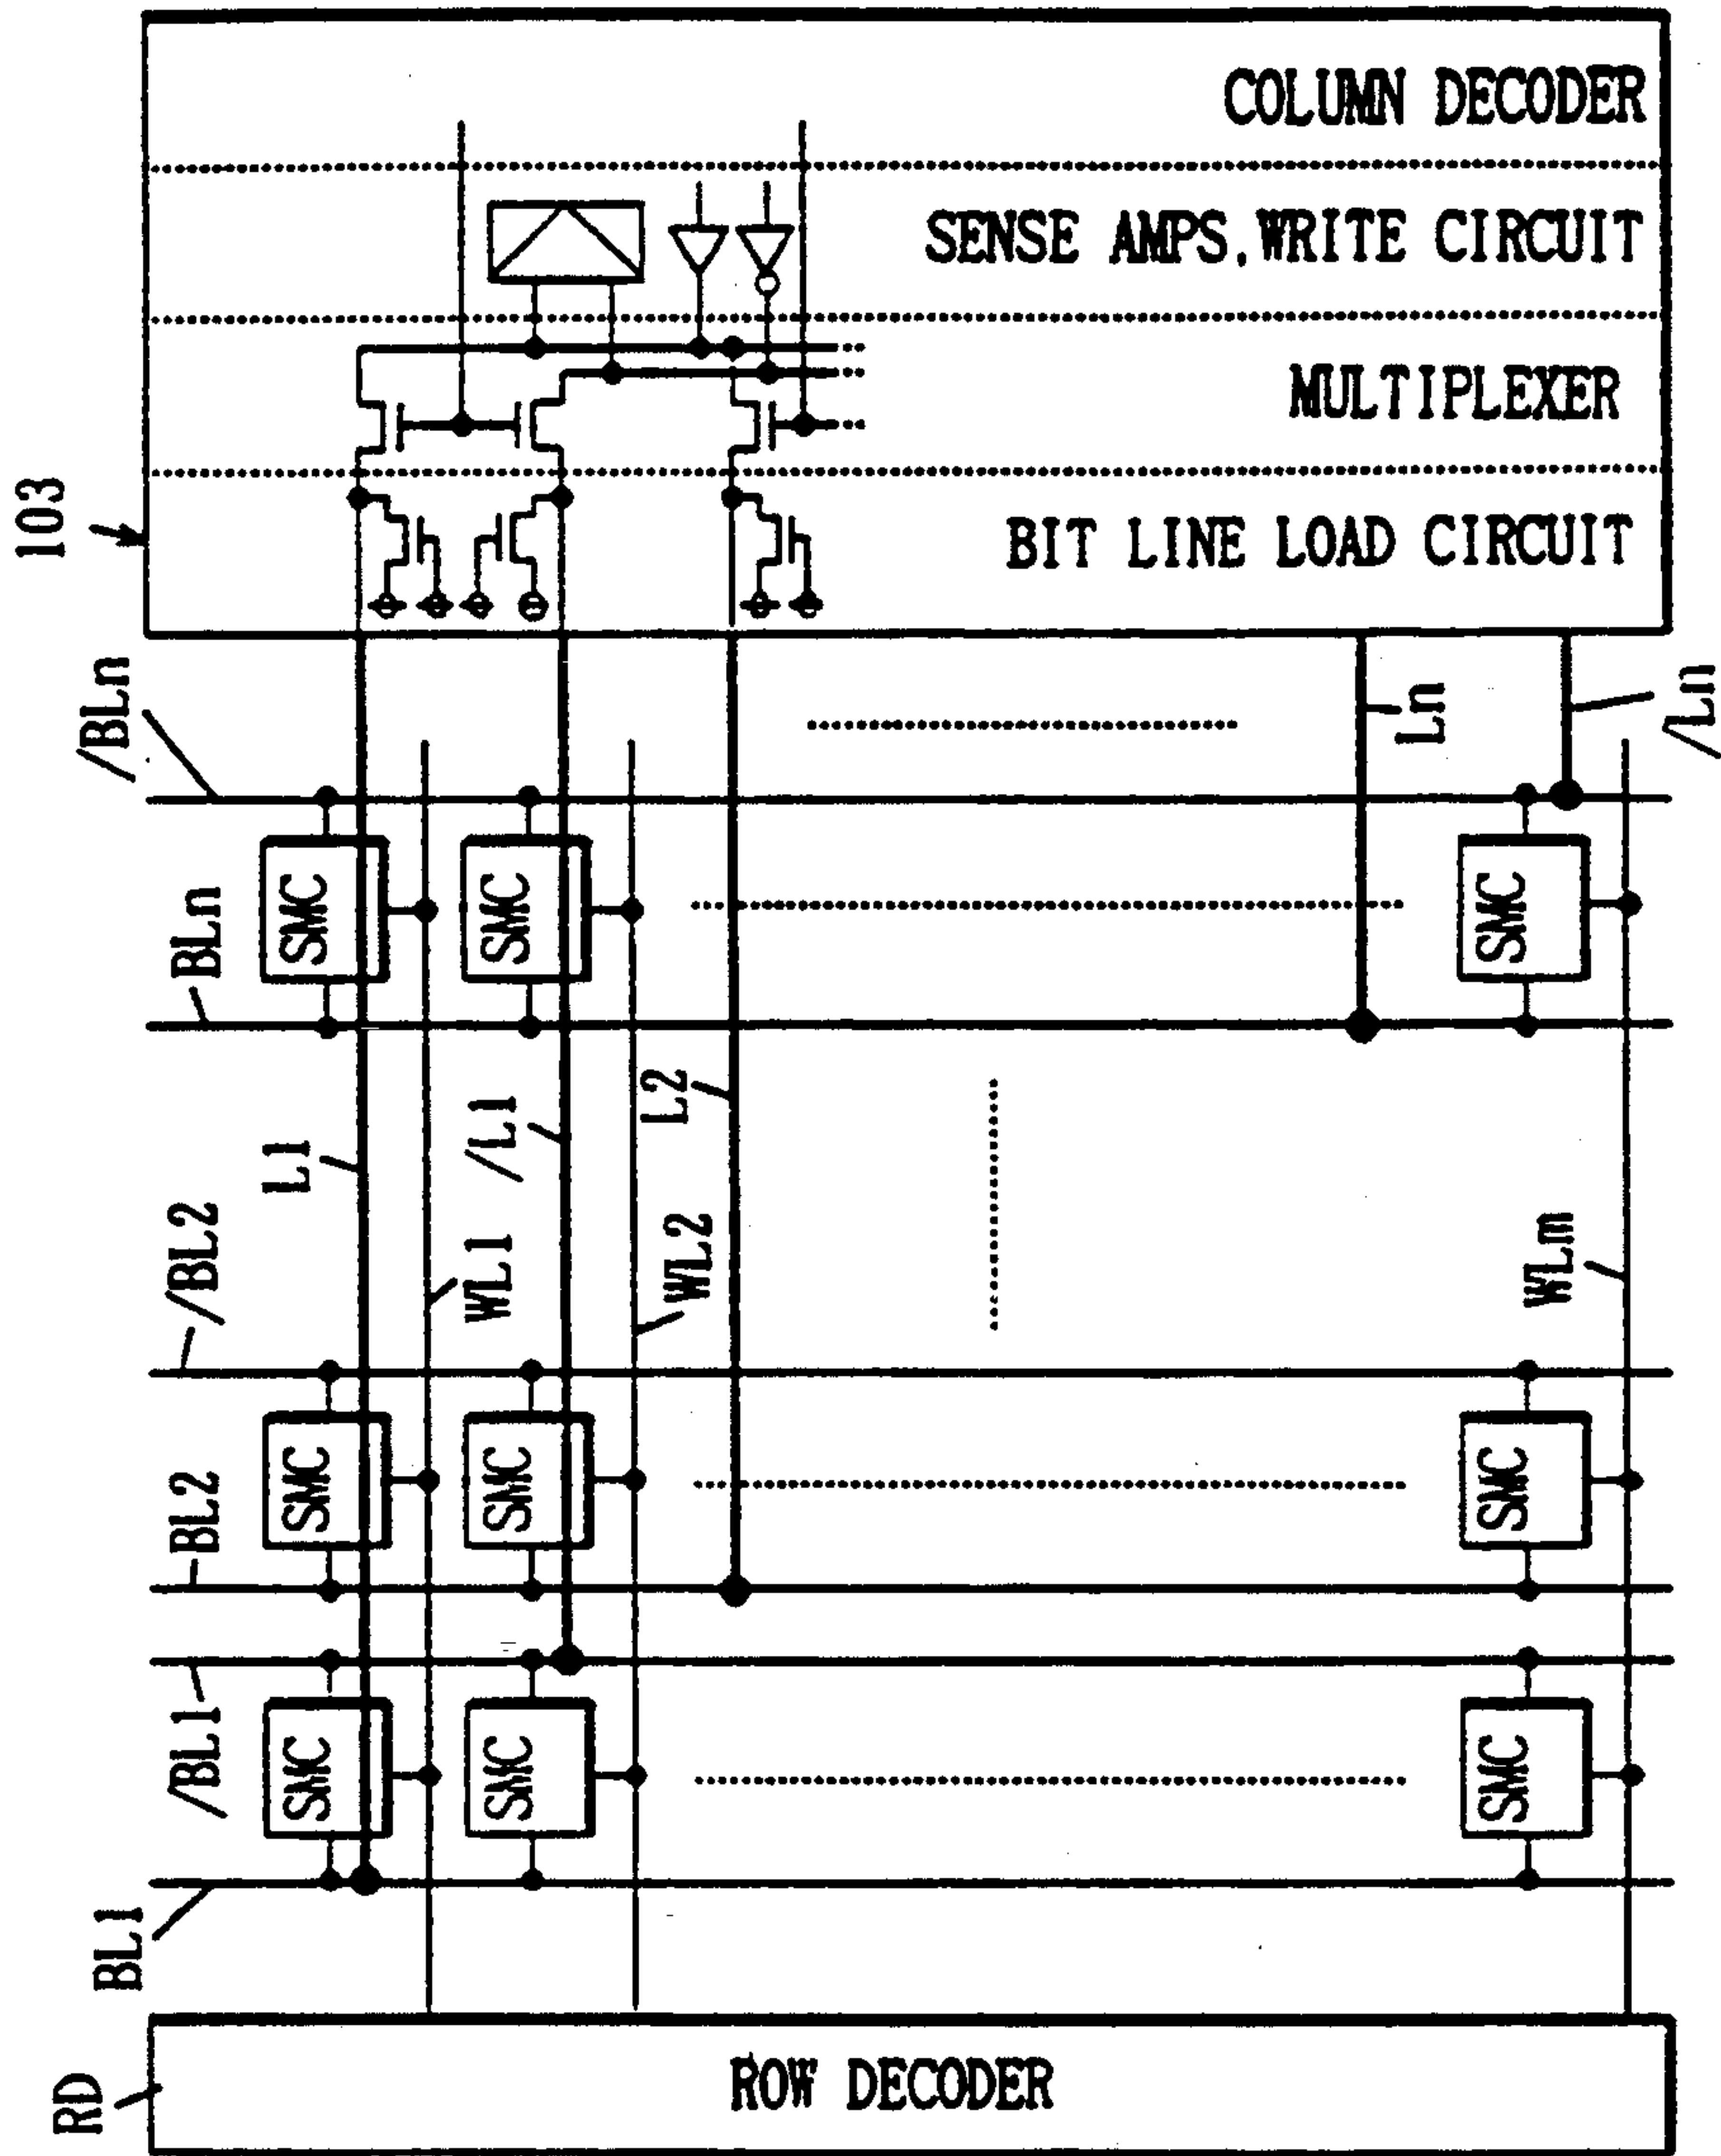 103
COLUMN DECODER
SENSE AMPS, WRITE CIRCUIT
MULTIPLEXER
BIT LINE LOAD CIRCUIT
/BLn
BLn
/BL2
BL2
/BL1
BL1
L1
WL1
/L1
WL2
L2
Ln
/Ln
WLm
SMC
SMC
SMC
SMC
SMC
SMC
SMC
SMC
SMC
RD
ROW DECODER